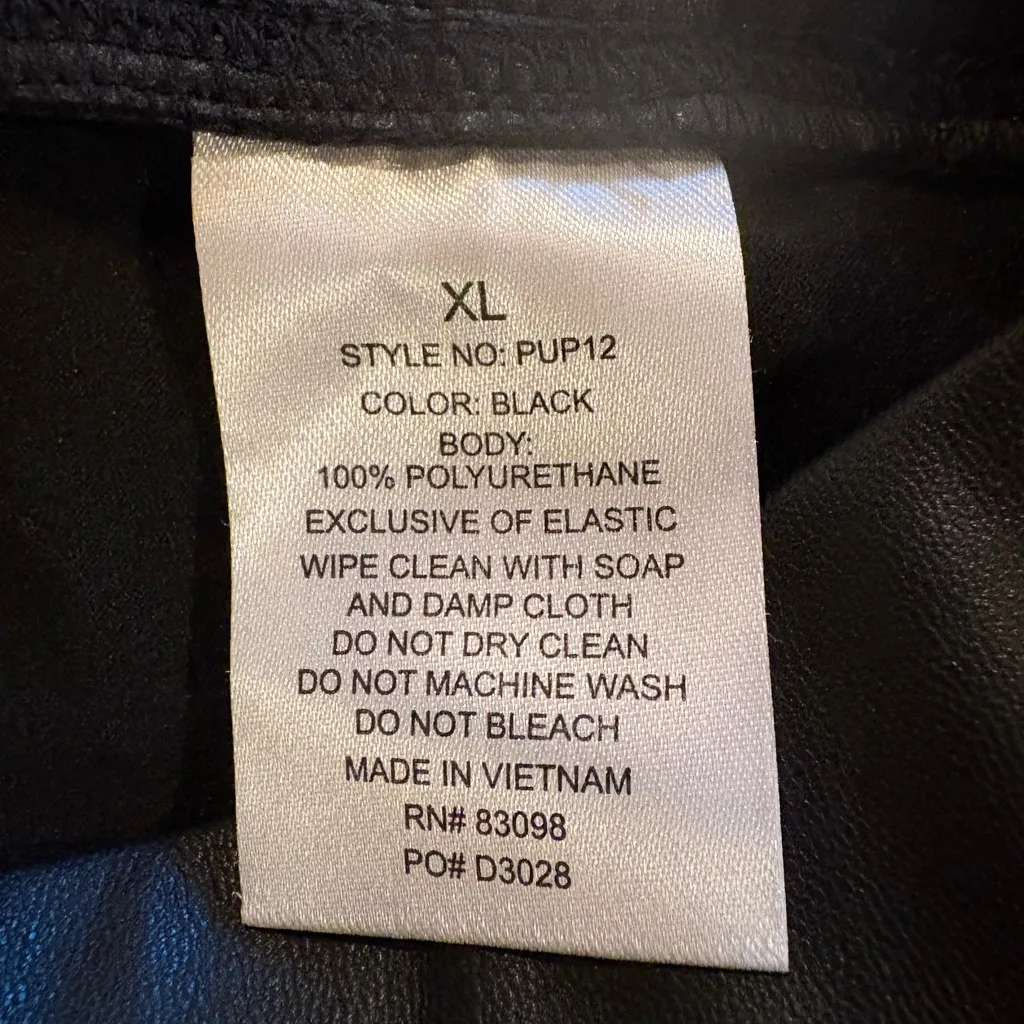 XL
STYLE NO: PUP12
COLOR: BLACK
BODY:
100% POLYURETHANE
EXCLUSIVE OF ELASTIC
WIPE CLEAN WITH SOAP
AND DAMP CLOTH
DO NOT DRY CLEAN
DO NOT MACHINE WASH
DO NOT BLEACH
MADE IN VIETNAM
RN# 83098
PO# D3028